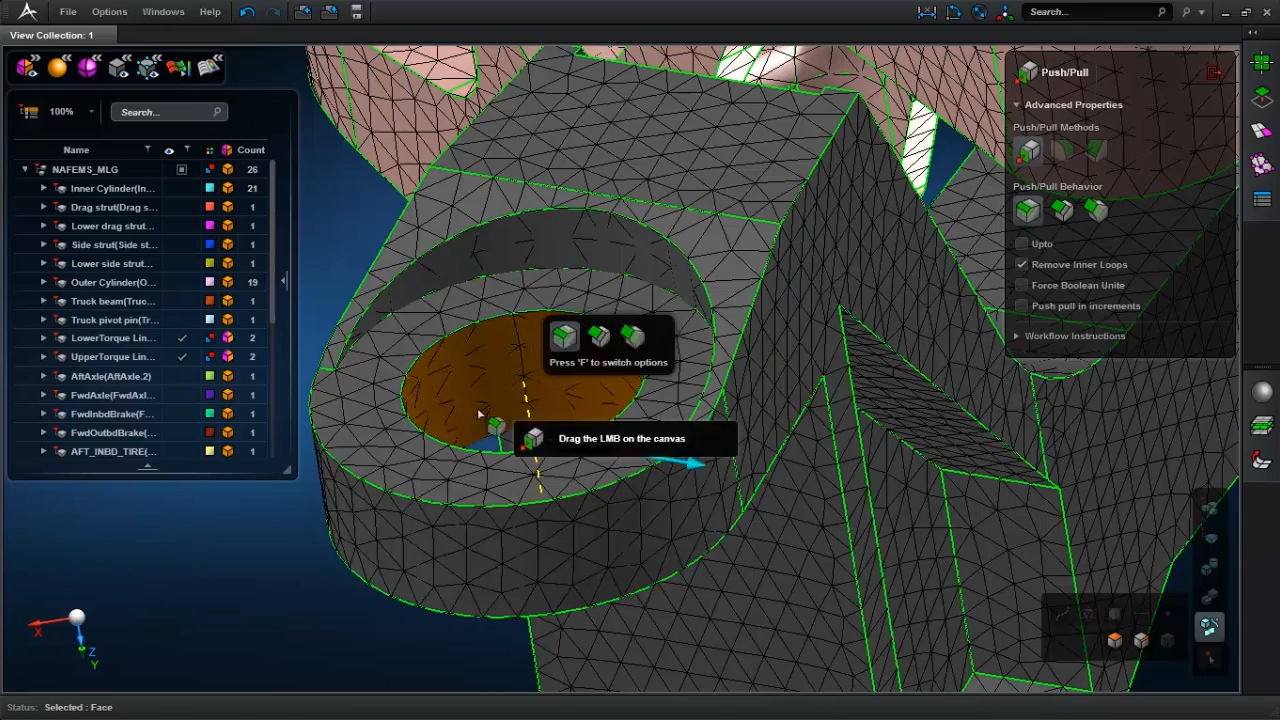 File Options Windows Help
Search...
View Collection: 1
100%
Search...
Name Count
NAFEMS_MLG 26
Inner Cylinder(In... 21
Drag strut(Drag s... 1
Lower drag strut... 1
Side strut(Side st... 1
Lower side strut... 1
Outer Cylinder(O... 19
Truck beam(Truc... 1
Truck pivot pin(Tr... 1
LowerTorque Lin... 2
UpperTorque Lin... 2
AftAxle(AftAxle.2) 1
FwdAxle(FwdAxl... 1
FwdInbdBrake(F... 1
FwdOutbdBrake(... 1
AFT_INBD_TIRE(... 1
Press 'F' to switch options
Drag the LMB on the canvas
Push/Pull
Advanced Properties
Push/Pull Methods
Push/Pull Behavior
Upto
Remove Inner Loops
Force Boolean Unite
Push pull in increments
Workflow Instructions
X
Z
Y
Status: Selected : Face